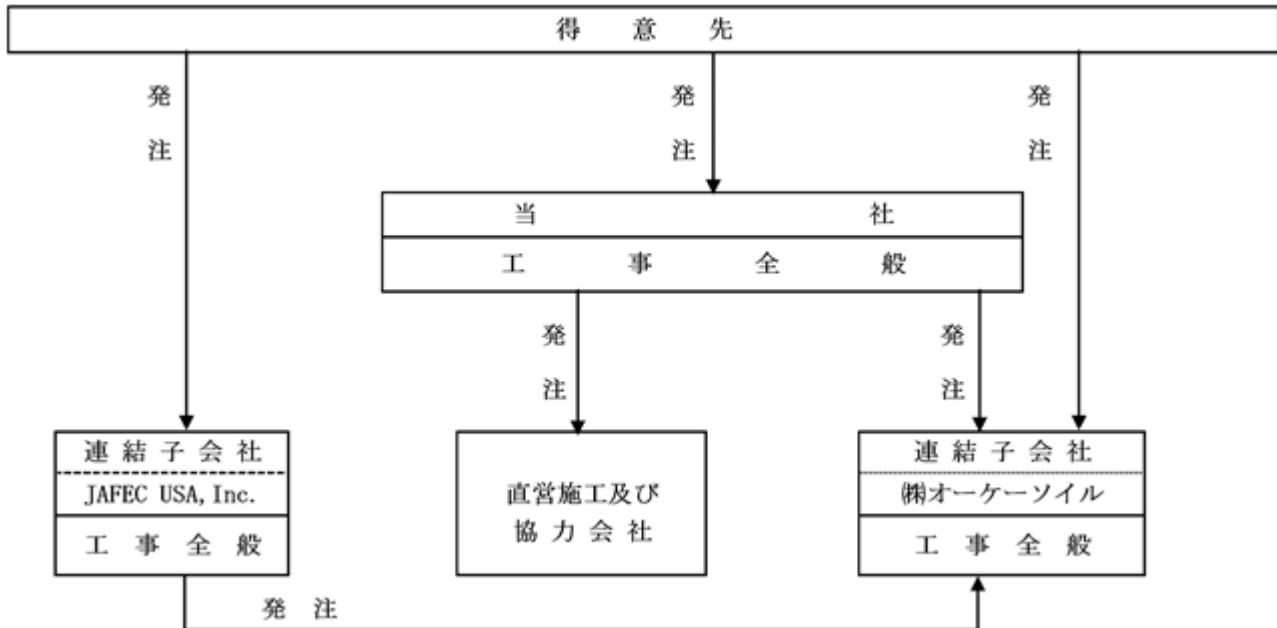 得意先
発注
発注
発注
当社
工事全般
発注
発注
連結子会社
JAFEC USA,Inc.
工事全般
直営施工及び
協力会社
連結子会社
㈱オーケーソイル
工事全般
発注